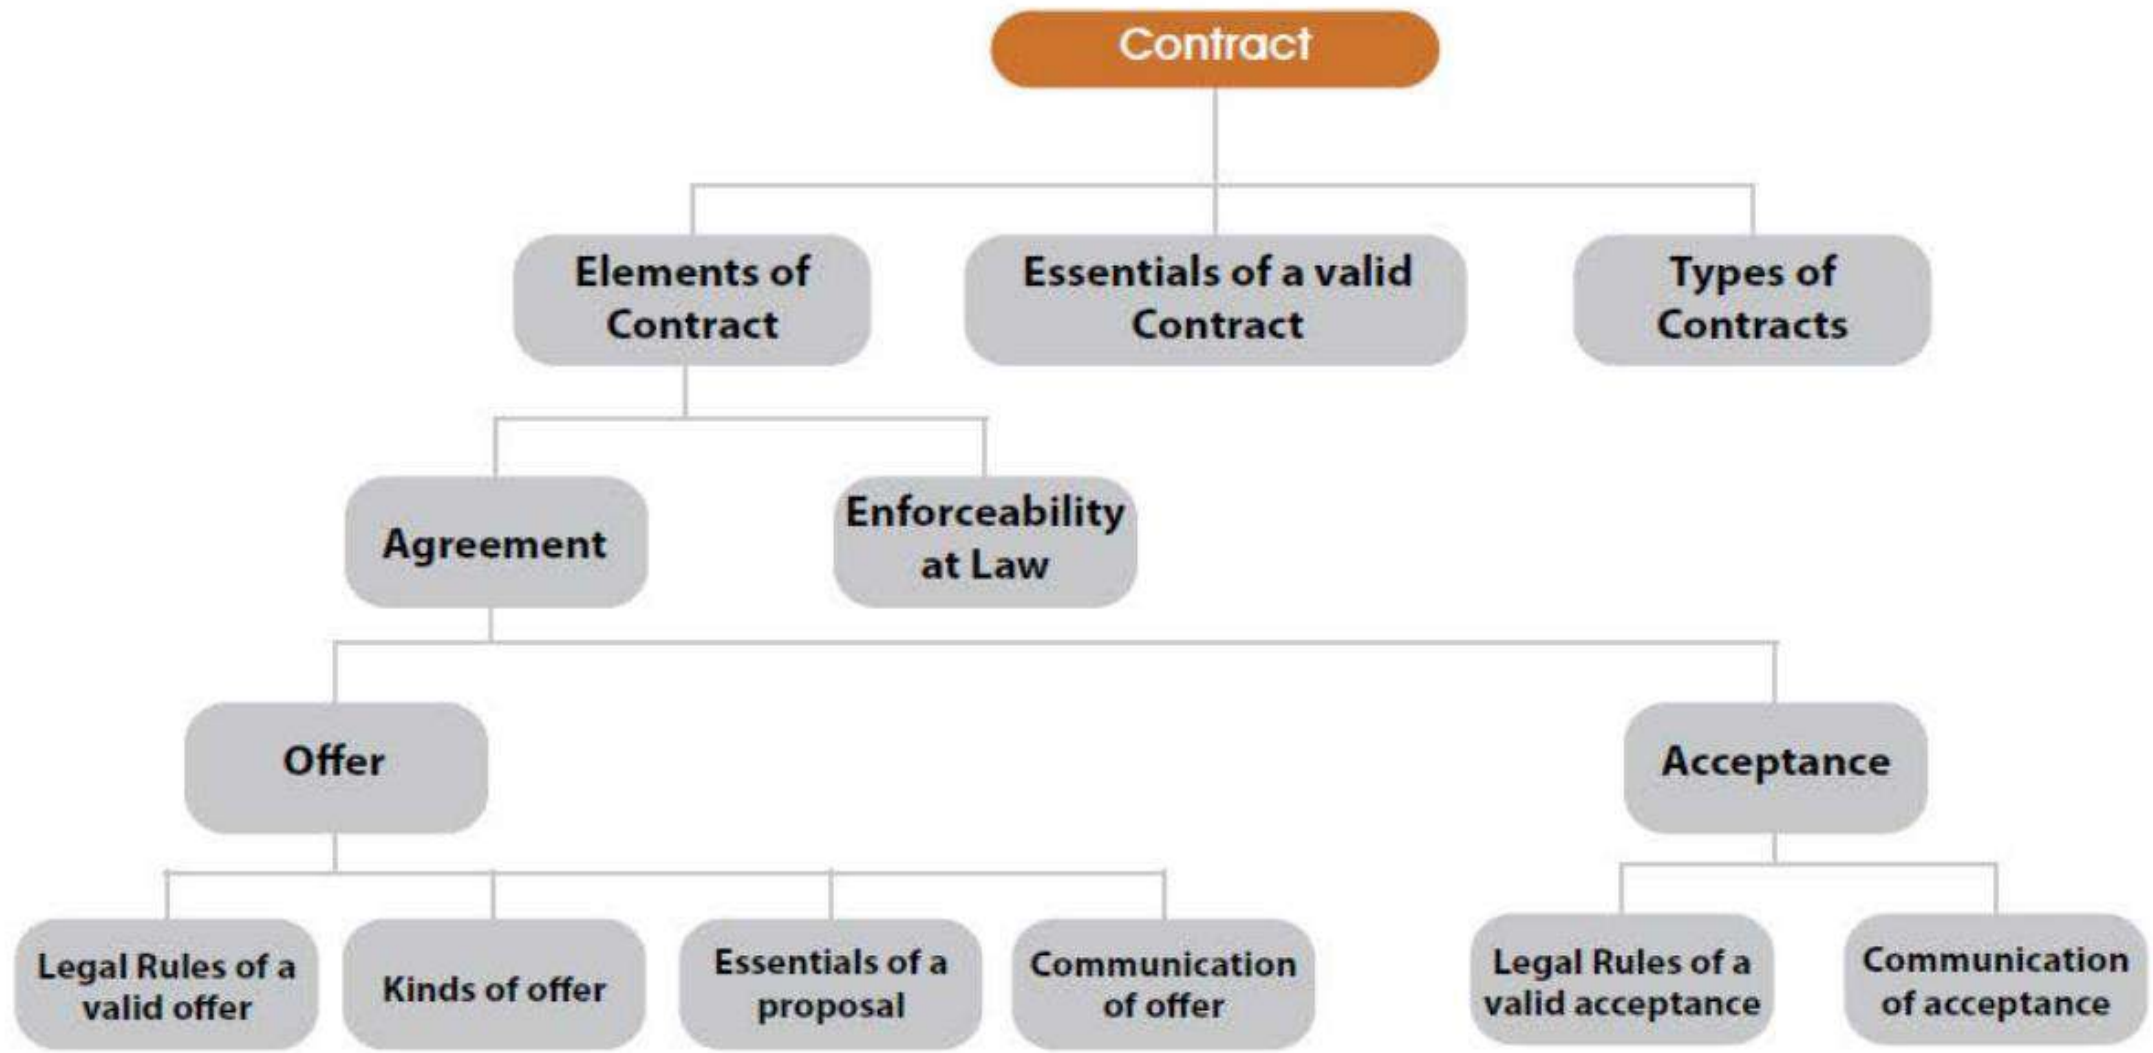 Contract
Elements of
Contract
Essentials of a valid
Contract
Types of
Contracts
Agreement
Enforceability
at Law
Offer
Acceptance
Legal Rules of a
valid offer
Kinds of offer
Essentials of a
proposal
Communication
of offer
Legal Rules of a
valid acceptance
Communication
of acceptance